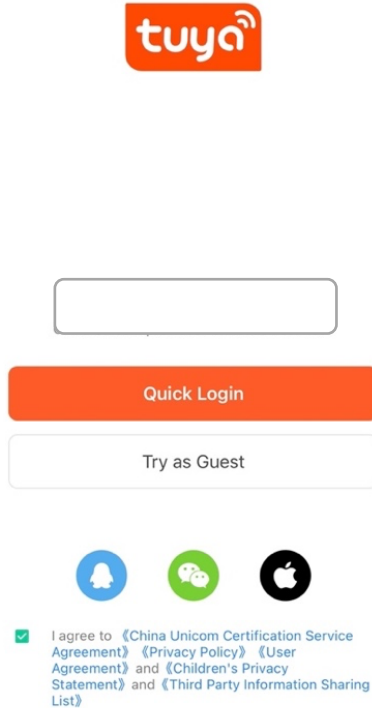 tuya
Quick Login
Try as Guest
I agree to 《China Unicom Certification Service
Agreement》 《Privacy Policy》 《User
Agreement》 and 《Children's Privacy
Statement》 and 《Third Party Information Sharing
List》